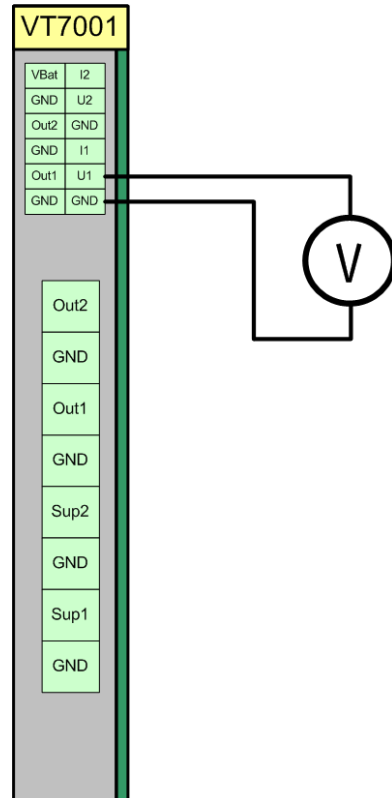 VT7001
VBat I2
GND U2
Out2 GND
GND I1
Out1 U1
GND GND
V
Out2
GND
Out1
GND
Sup2
GND
Sup1
GND